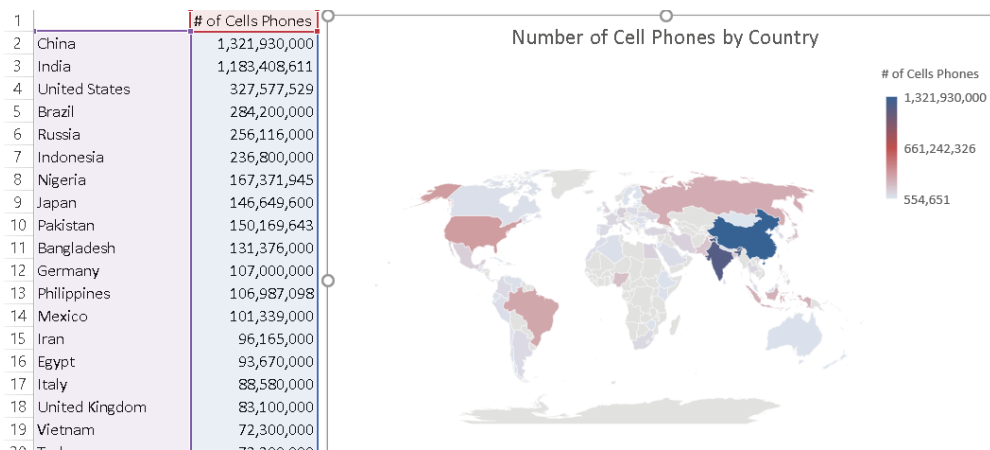 1 # of Cells Phones
2 China 1,321,930,000
3 India 1,183,408,611
4 United States 327,577,529
5 Brazil 284,200,000
6 Russia 256,116,000
7 Indonesia 236,800,000
8 Nigeria 167,371,945
9 Japan 146,649,600
10 Pakistan 150,169,643
11 Bangladesh 131,376,000
12 Germany 107,000,000
13 Philippines 106,987,098
14 Mexico 101,339,000
15 Iran 96,165,000
16 Egypt 93,670,000
17 Italy 88,580,000
18 United Kingdom 83,100,000
19 Vietnam 72,300,000
Number of Cell Phones by Country
# of Cells Phones
1,321,930,000
661,242,326
554,651